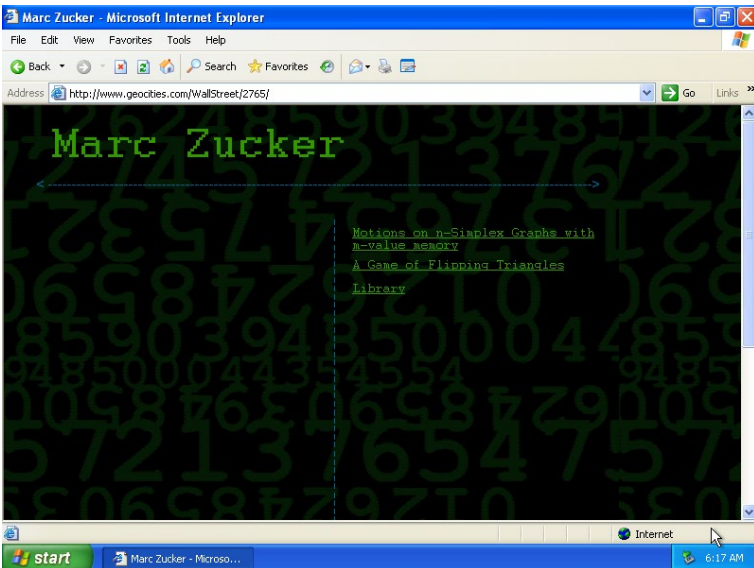 Marc Zucker - Microsoft Internet Explorer
File Edit View Favorites Tools Help
Back Search Favorites
Address http://www.geocities.com/WallStreet/2765/ Go Links »
Marc Zucker
Motions on n-Simplex Graphs with
m-value memory
A Game of Flipping Triangles
Library
Internet
start Marc Zucker - Microso... 6:17 AM